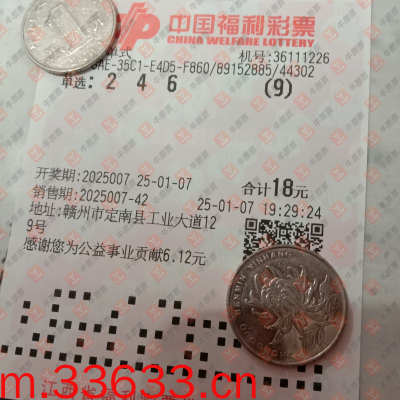 中国福利彩票
CHINA WELFARE LOTTERY
单式
机号:36111226
AE-35C1-E4D5-F860/89152885/44302
单选: 2 4 6 (9)
开奖期:2025007 25-01-07
合计18元
销售期:2025007-42
25-01-07 19:29:24
地址:赣州市定南县工业大道12
9号
感谢您为公益事业贡献6.12元
m.33633.cn